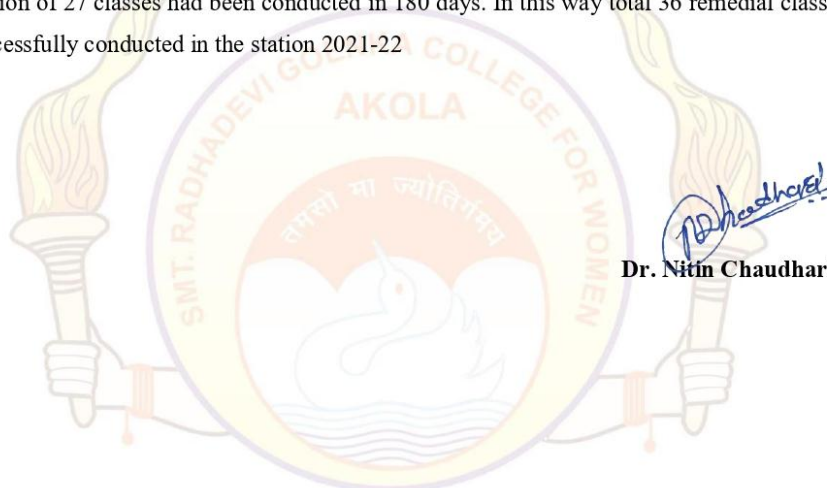 ion of 27 classes had been conducted in 180 days. In this way total 36 remedial class
cessfully conducted in the station 2021-22
SMT. RADHADEVI GOENKA COLLEGE FOR WOMEN
AKOLA
तमसो मा ज्योतिर्गमय
Dr. Nitin Chaudhar